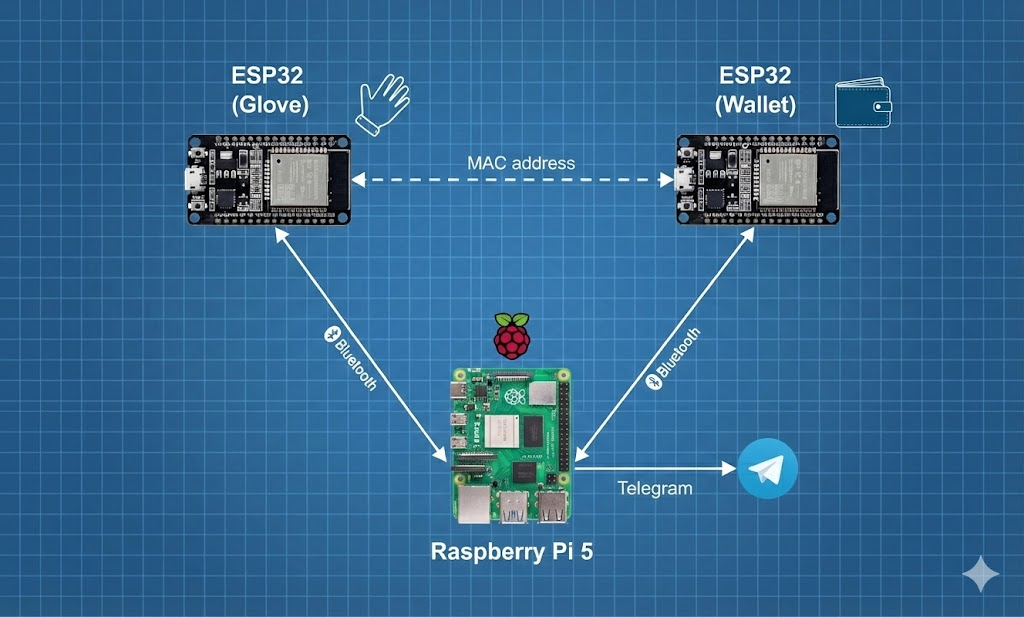 ESP32
(Glove)
ESP32
(Wallet)
MAC address
Bluetooth
Bluetooth
Telegram
Raspberry Pi 5